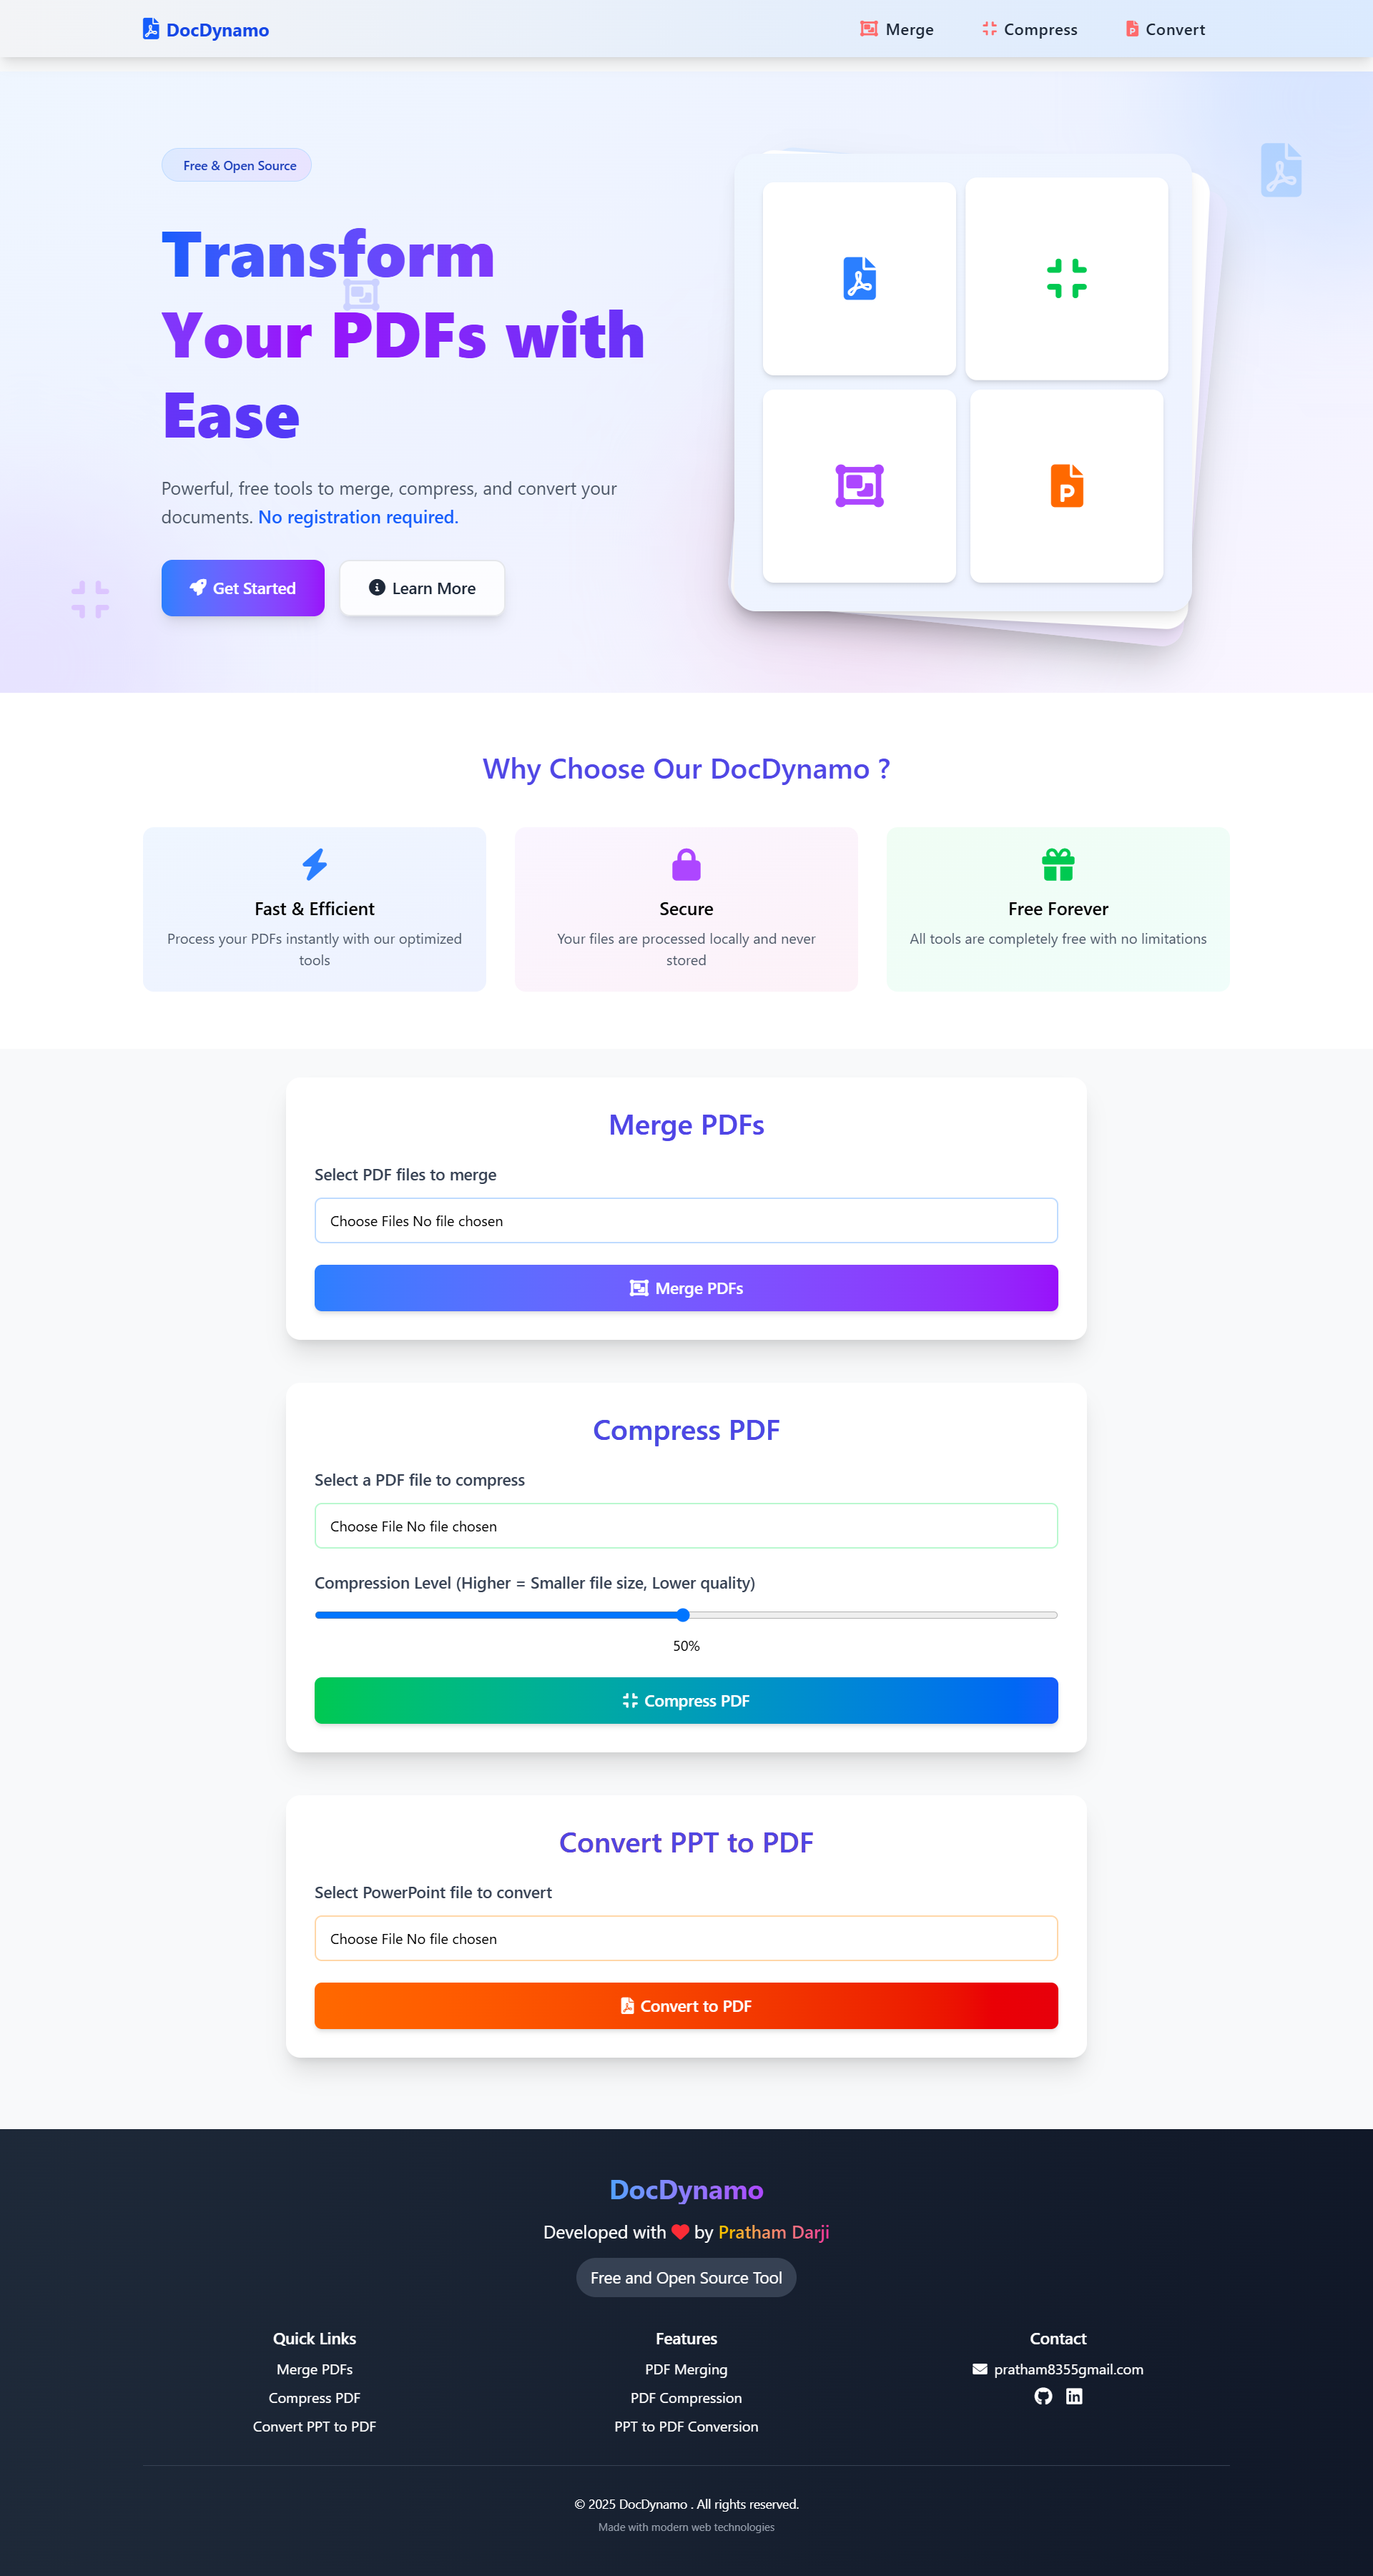 DocDynamo
Merge
Compress
Convert
Free & Open Source
Transform
Your PDFs with
Ease
Powerful, free tools to merge, compress, and convert your
documents. No registration required.
Get Started
Learn More
Why Choose Our DocDynamo ?
Fast & Efficient
Process your PDFs instantly with our optimized
tools
Secure
Your files are processed locally and never
stored
Free Forever
All tools are completely free with no limitations
Merge PDFs
Select PDF files to merge
Choose Files No file chosen
Merge PDFs
Compress PDF
Select a PDF file to compress
Choose File No file chosen
Compression Level (Higher = Smaller file size, Lower quality)
50%
Compress PDF
Convert PPT to PDF
Select PowerPoint file to convert
Choose File No file chosen
Convert to PDF
DocDynamo
Developed with by Pratham Darji
Free and Open Source Tool
Quick Links
Merge PDFs
Compress PDF
Convert PPT to PDF
Features
PDF Merging
PDF Compression
PPT to PDF Conversion
Contact
pratham8355gmail.com
© 2025 DocDynamo . All rights reserved.
Made with modern web technologies